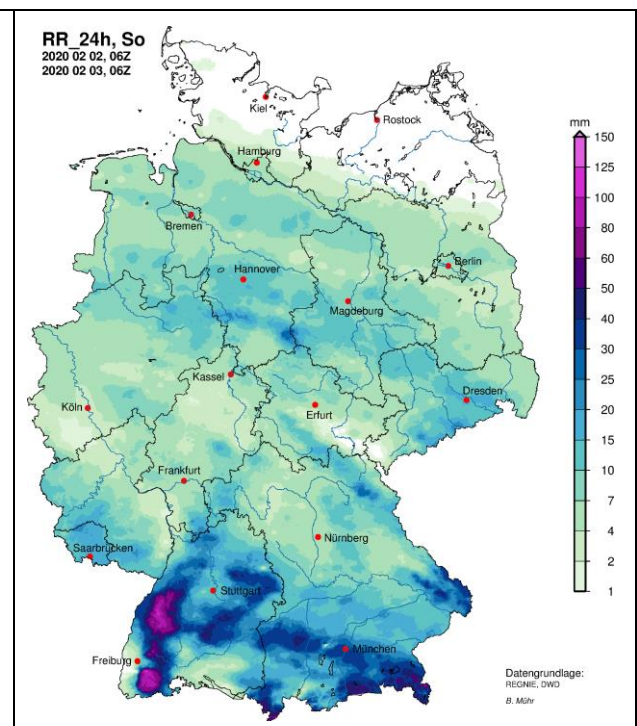 RR_24h, So
2020 02 02, 06Z
2020 02 03, 06Z
Kiel
Rostock
Hamburg
Bremen
Berlin
Hannover
Magdeburg
Kassel
Dresden
Köln
Erfurt
Frankfurt
Nürnberg
Saarbrücken
Stuttgart
Freiburg
München
mm
150
125
100
80
60
50
40
30
25
20
15
10
7
4
2
1
Datengrundlage:
REGNIE, DWD
B. Mühr